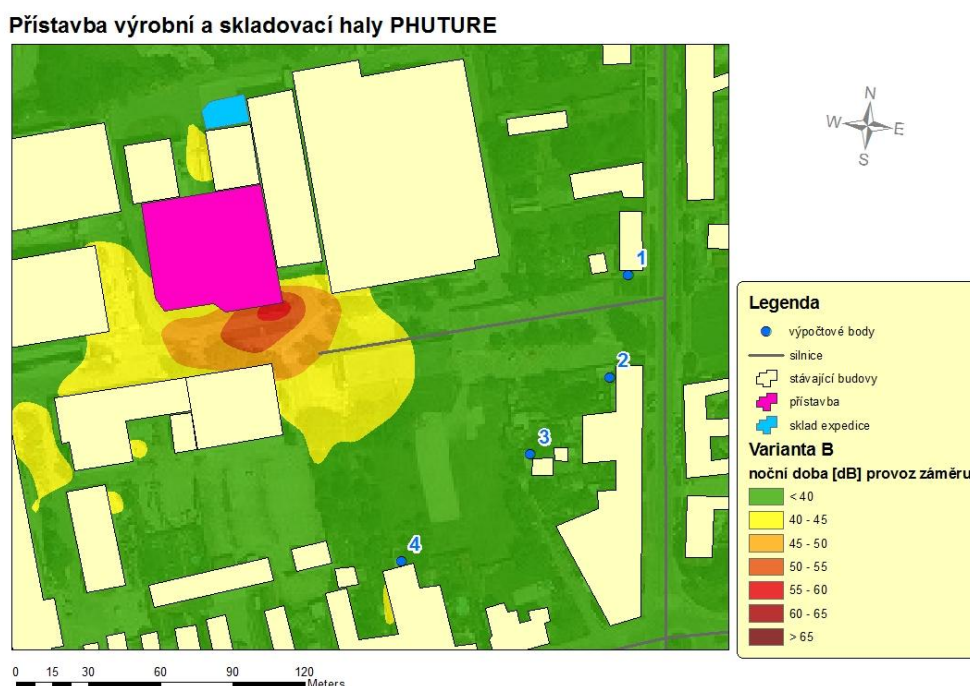 Přístavba výrobní a skladovací haly PHUTURE
N
W
E
S
1
2
3
4
Legenda
výpočtové body
silnice
stávající budovy
přístavba
sklad expedice
Varianta B
noční doba [dB] provoz záměru
< 40
40 - 45
45 - 50
50 - 55
55 - 60
60 - 65
> 65
0 15 30 60 90 120
Meters